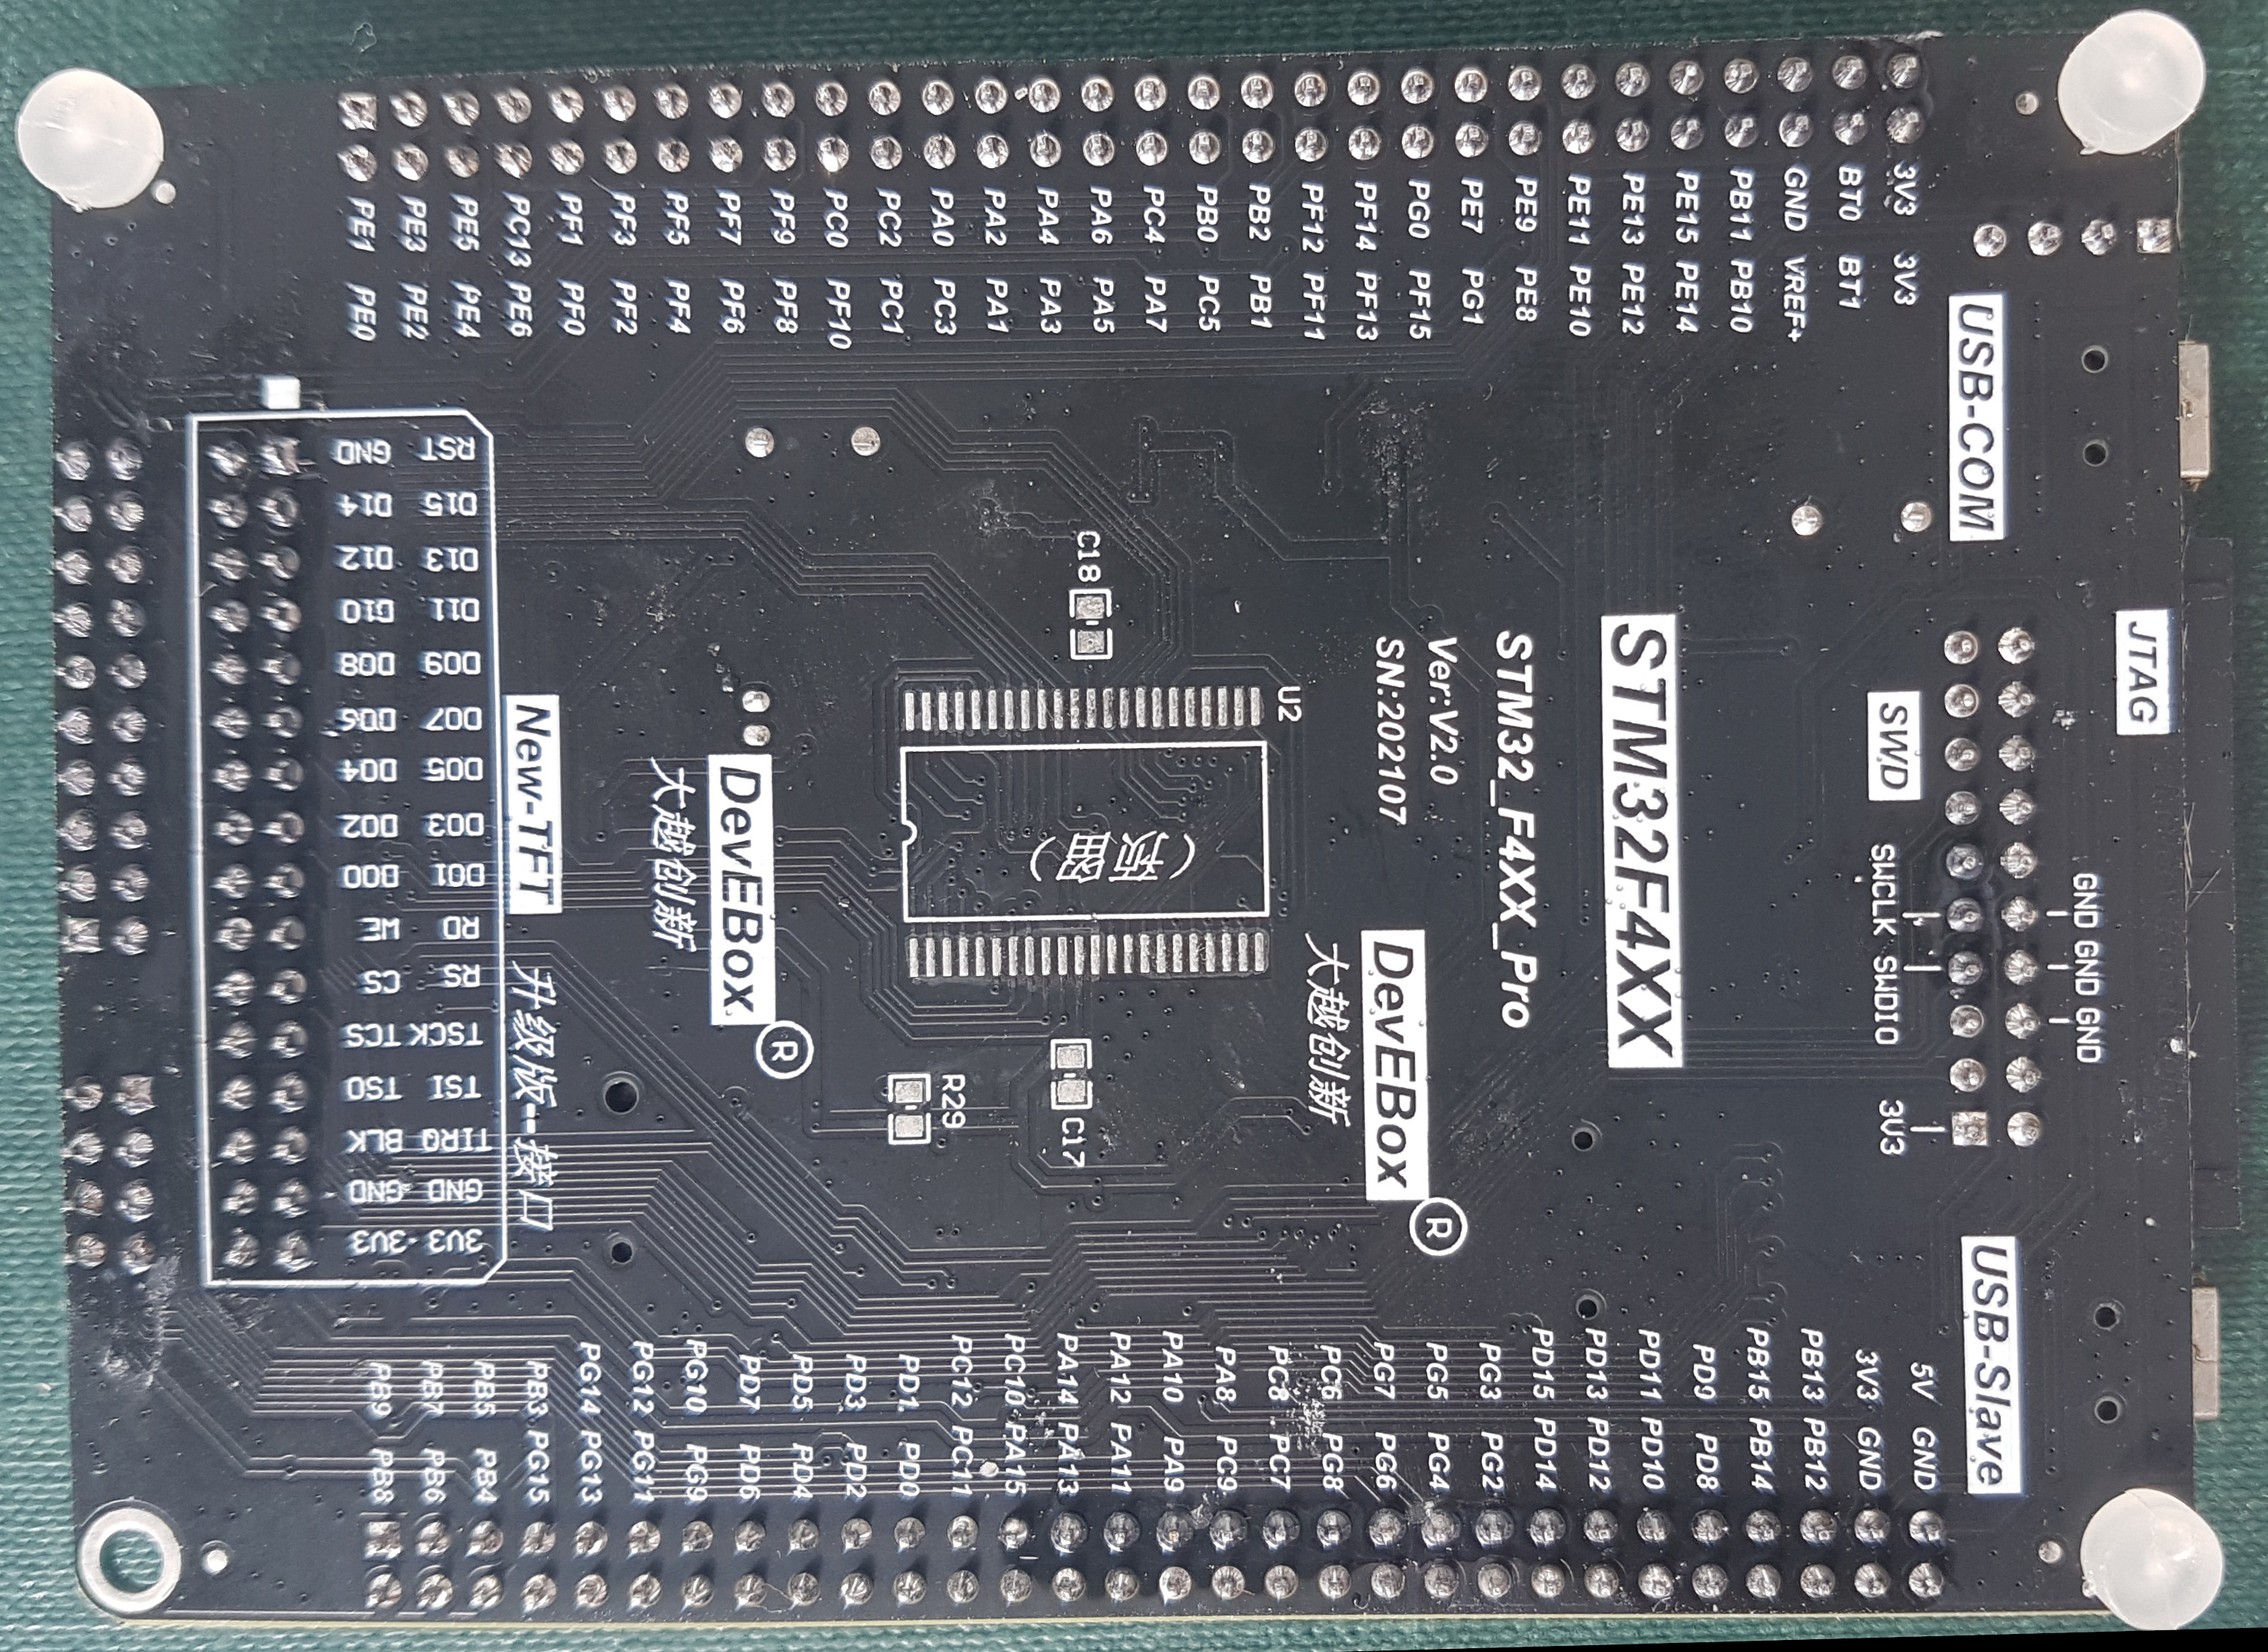 3V3 3V3
BT0 BT1
GND VREF+
PB11 PB10
PE15 PE14
PE13 PE12
PE11 PE10
PE9 PE8
PE7 PG1
PG0 PF15
PF14 PF13
PF12 PF11
PB2 PB1
PB0 PC5
PC4 PA7
PA6 PA5
PA4 PA3
PA2 PA1
PA0 PC3
PC2 PC1
PC0 PF10
PF9 PF8
PF7 PF6
PF5 PF4
PF3 PF2
PF1 PF0
PC13 PE6
PE5 PE4
PE3 PE2
PE1 PE0
USB-COM
JTAG
SWD
SWCLK SWDIO
GND GND GND
3V3
USB-Slave
STM32F4XX
STM32_F4XX_Pro
Ver:V2.0
SN:202107
DevEBox
®
大越创新
U2
C18
（预留）
C17
R29
DevEBox
®
大越创新
New-TFT
升级版--接口
3V3 3V3
GND GND
TIRQ BLK
TSI TSO
TSCK TCS
RS CS
RD WE
D01 D00
D03 D02
D05 D04
D07 D06
D09 D08
D11 D10
D13 D12
D15 D14
RST GND
5V GND
3V3 GND
PB13 PB12
PB15 PB14
PD9 PD8
PD11 PD10
PD13 PD12
PD15 PD14
PG3 PG2
PG5 PG4
PG7 PG6
PC6 PG8
PC8 PC7
PA8 PC9
PA10 PA9
PA12 PA11
PA14 PA13
PC10 PA15
PC12 PC11
PD1 PD0
PD3 PD2
PD5 PD4
PD7 PD6
PG10 PG9
PG12 PG11
PG14 PG13
PB3 PG15
PB5 PB4
PB7 PB6
PB9 PB8